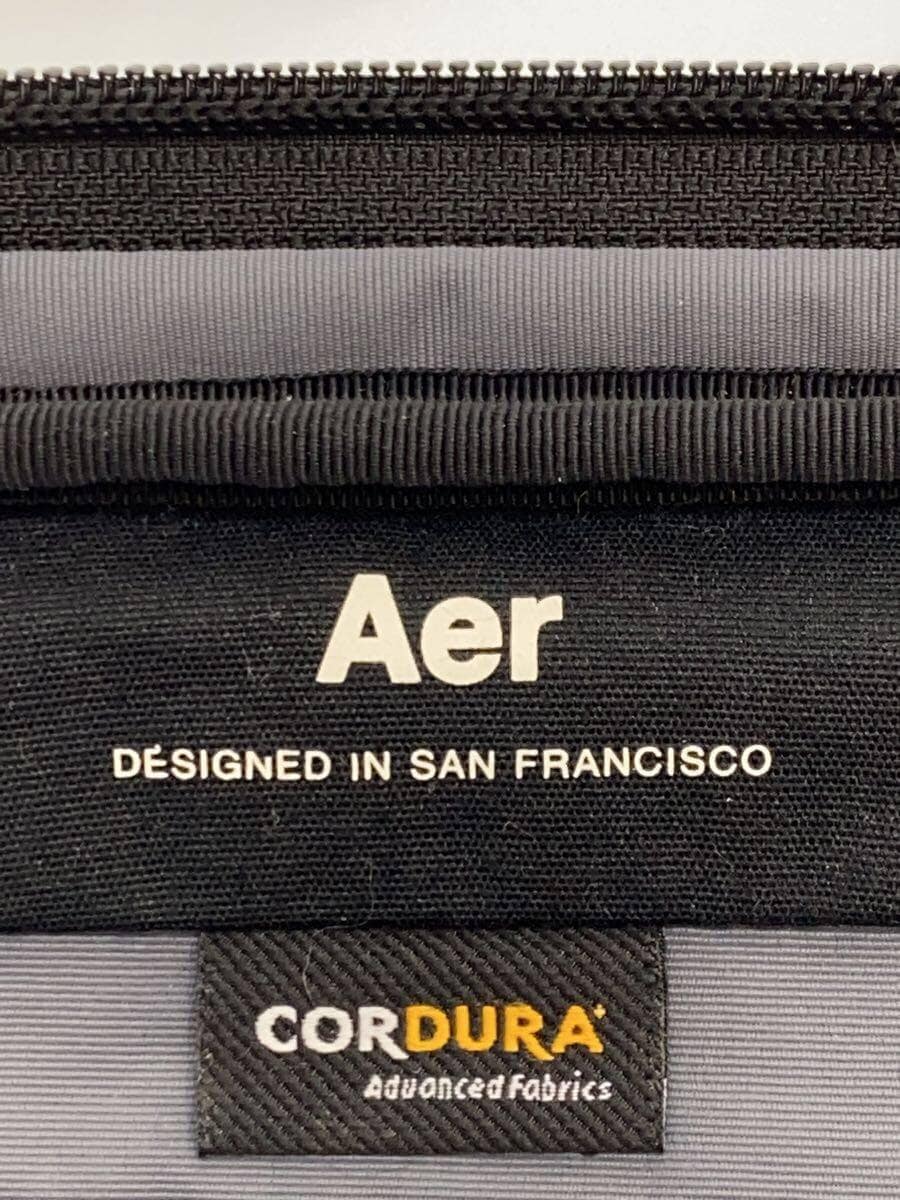 Aer
DESIGNED IN SAN FRANCISCO
CORDURA
Advanced Fabrics